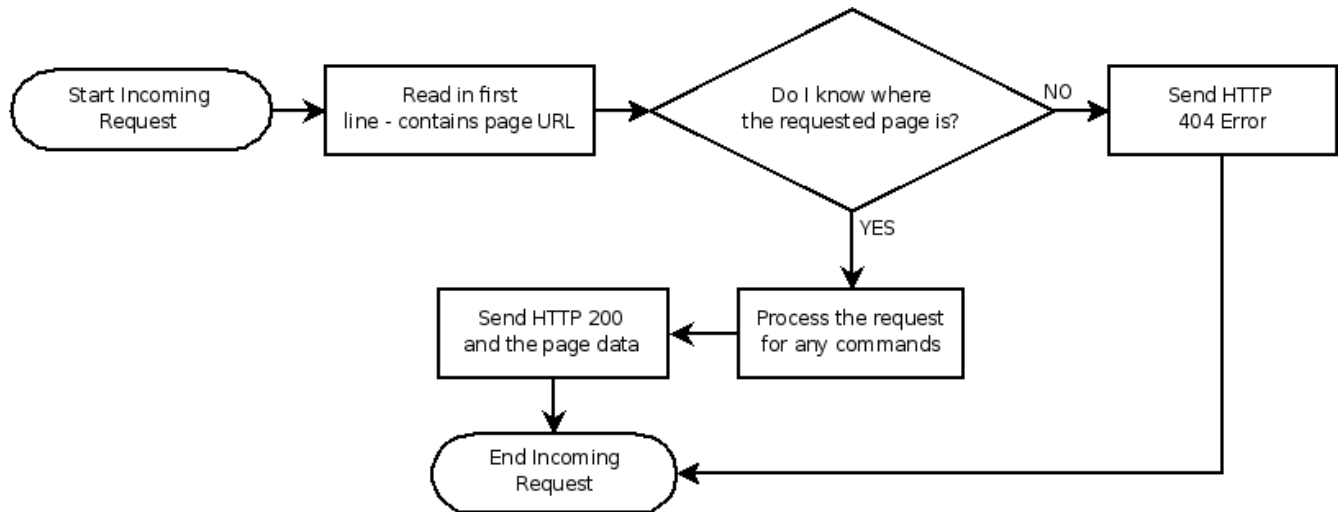 Start Incoming
Request
Read in first
line - contains page URL
Do I know where
the requested page is?
NO
Send HTTP
404 Error
YES
Process the request
for any commands
Send HTTP 200
and the page data
End Incoming
Request